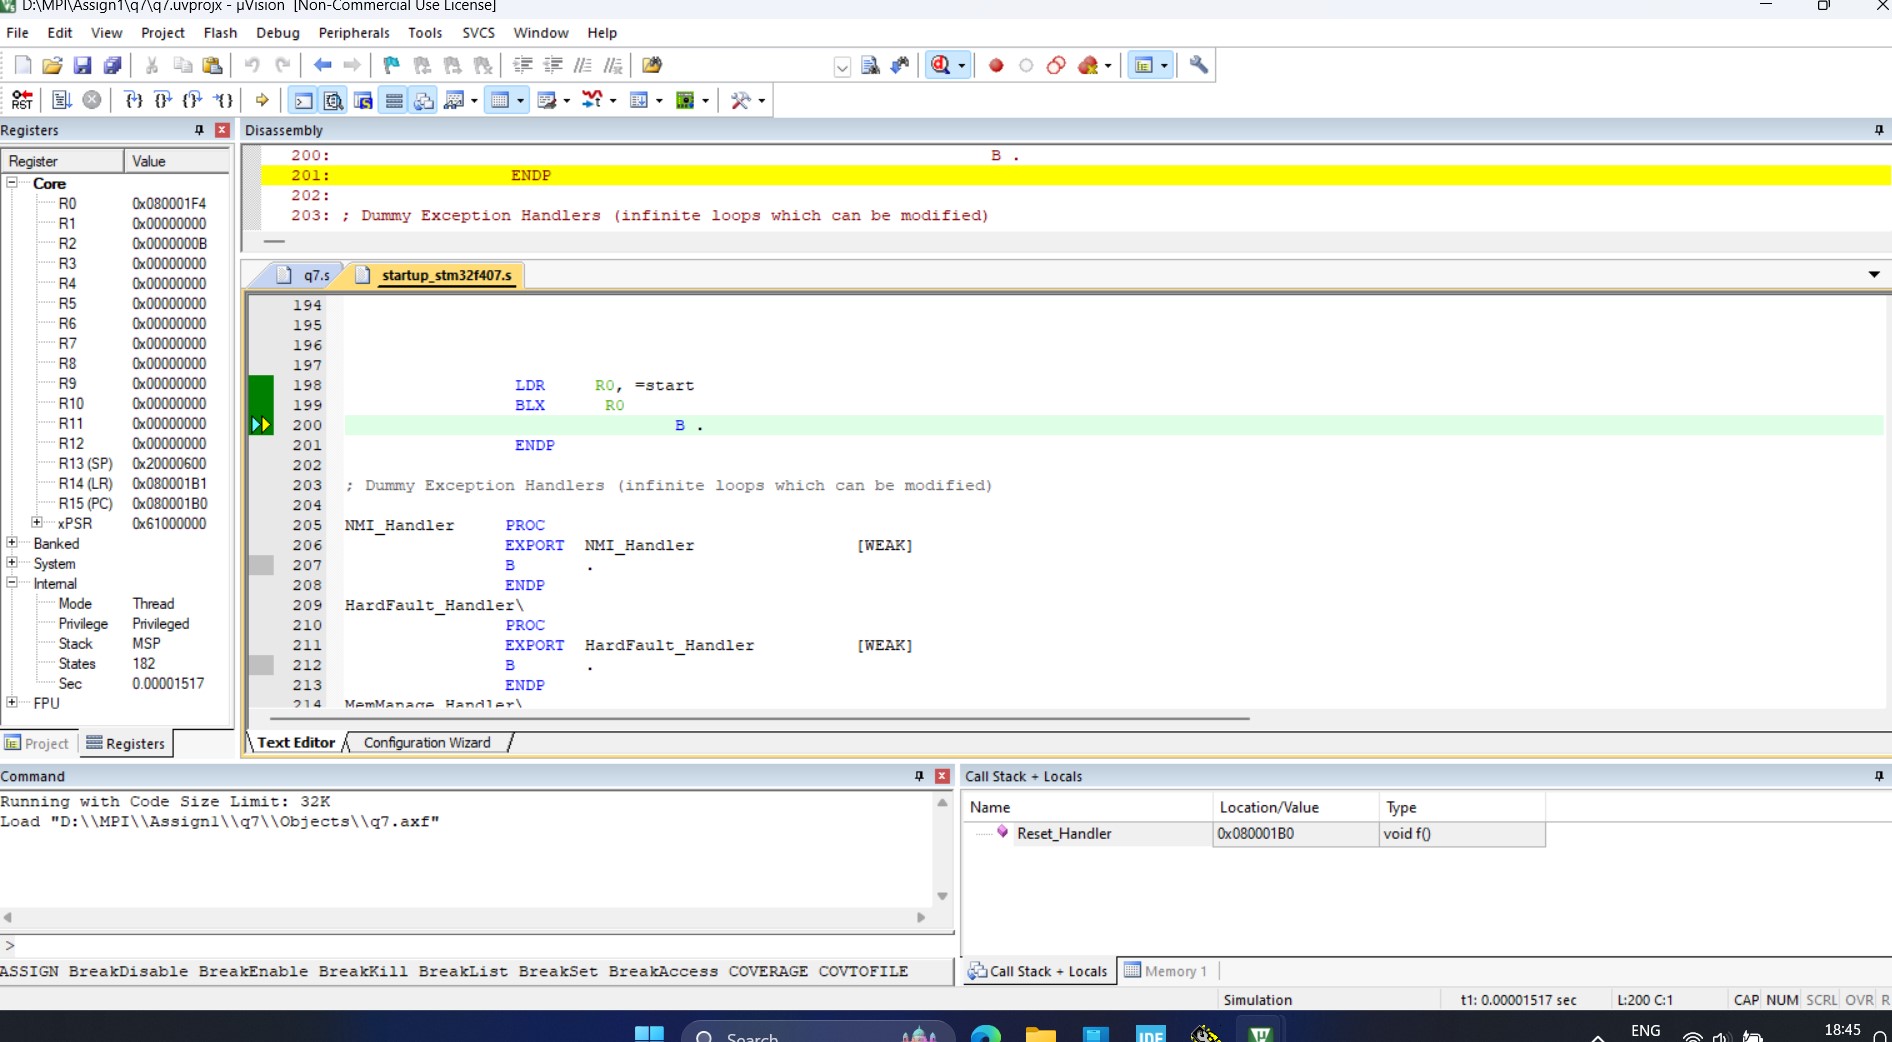 D:\MPI\Assign1\q7\q7.uvprojx - µVision [Non-Commercial Use License]
File Edit View Project Flash Debug Peripherals Tools SVCS Window Help
RST
Registers
Register Value
Core
R0 0x080001F4
R1 0x00000000
R2 0x0000000B
R3 0x00000000
R4 0x00000000
R5 0x00000000
R6 0x00000000
R7 0x00000000
R8 0x00000000
R9 0x00000000
R10 0x00000000
R11 0x00000000
R12 0x00000000
R13 (SP) 0x20000600
R14 (LR) 0x080001B1
R15 (PC) 0x080001B0
xPSR 0x61000000
Banked
System
Internal
Mode Thread
Privilege Privileged
Stack MSP
States 182
Sec 0.00001517
FPU
Project Registers
Disassembly
200: B .
201: ENDP
202:
203: ; Dummy Exception Handlers (infinite loops which can be modified)
q7.s startup_stm32f407.s
194
195
196
197
198 LDR R0, =start
199 BLX R0
200 B .
201 ENDP
202
203 ; Dummy Exception Handlers (infinite loops which can be modified)
204
205 NMI_Handler PROC
206 EXPORT NMI_Handler [WEAK]
207 B .
208 ENDP
209 HardFault_Handler\
210 PROC
211 EXPORT HardFault_Handler [WEAK]
212 B .
213 ENDP
214 MemManage_Handler\
Text Editor Configuration Wizard
Command
Running with Code Size Limit: 32K
Load "D:\\MPI\\Assign1\\q7\\Objects\\q7.axf"
>
ASSIGN BreakDisable BreakEnable BreakKill BreakList BreakSet BreakAccess COVERAGE COVTOFILE
Call Stack + Locals
Name Location/Value Type
Reset_Handler 0x080001B0 void f()
Call Stack + Locals Memory 1
Simulation t1: 0.00001517 sec L:200 C:1 CAP NUM SCRL OVR R
Search IDE ENG 18:45